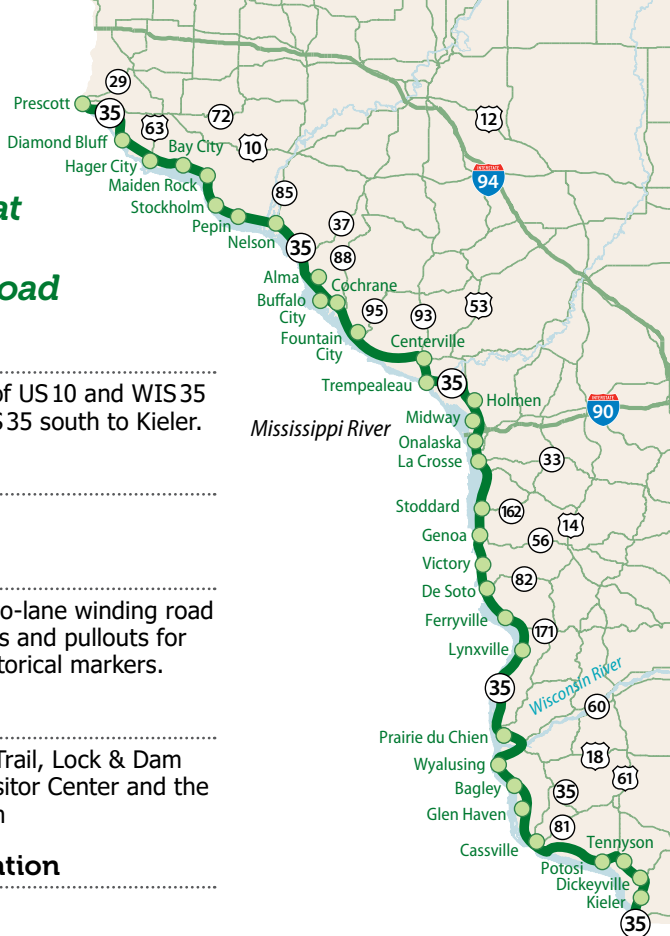 at
oad
of US 10 and WIS 35
35 south to Kieler.
o-lane winding road
s and pullouts for
torical markers.
Trail, Lock & Dam
sitor Center and the
ation
29
Prescott
35
72
12
63
Diamond Bluff
Bay City
10
Hager City
INTERSTATE
94
Maiden Rock
85
Stockholm
Pepin
37
Nelson
35
88
Alma
Cochrane
Buffalo
City
95
93
53
Fountain
City
Centerville
Trempealeau
35
Holmen
INTERSTATE
90
Midway
Mississippi River
Onalaska
La Crosse
33
Stoddard
162
14
Genoa
56
Victory
82
De Soto
Ferryville
171
Lynxville
35
Wisconsin River
60
Prairie du Chien
18
Wyalusing
61
Bagley
35
Glen Haven
81
Cassville
Tennyson
Potosi
Dickeyville
Kieler
35